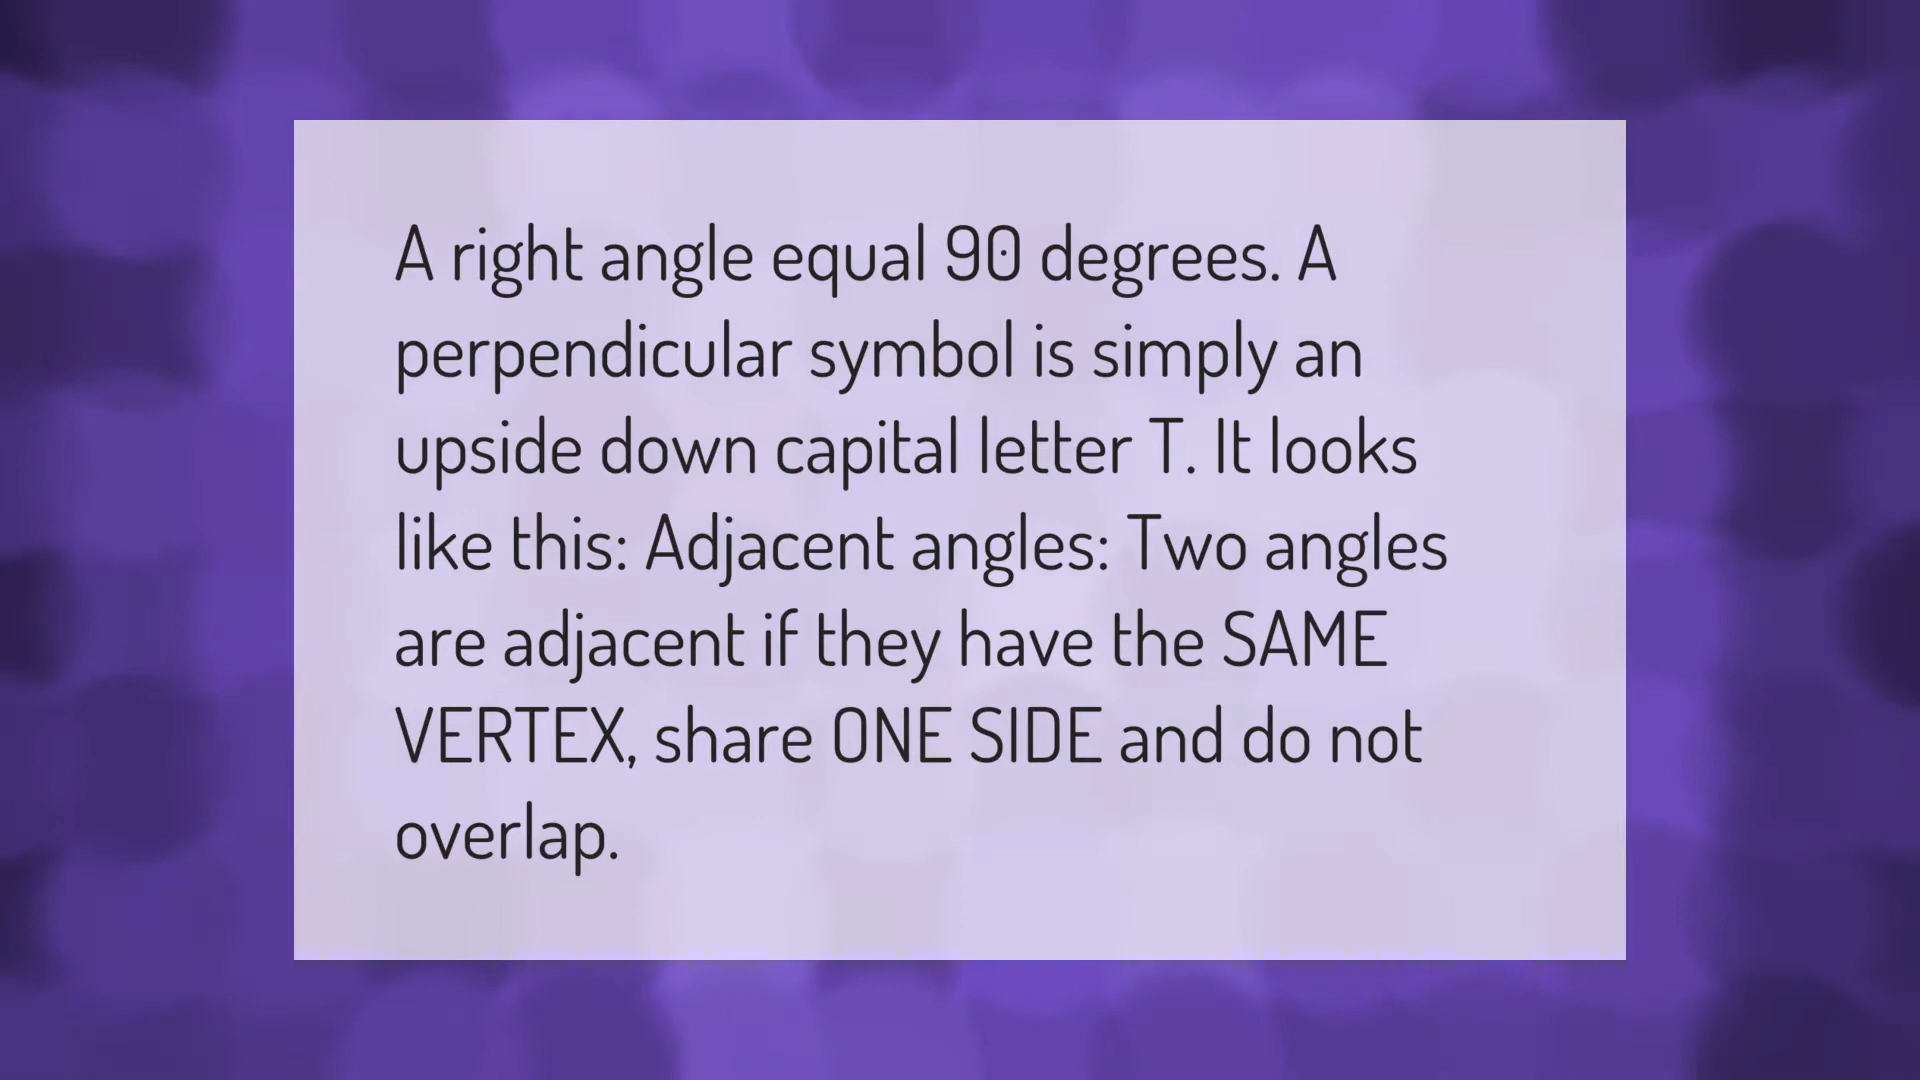 A right angle equal 90 degrees. A
perpendicular symbol is simply an
upside down capital letter T. It looks
like this: Adjacent angles: Two angles
are adjacent if they have the SAME
VERTEX, share ONE SIDE and do not
overlap.